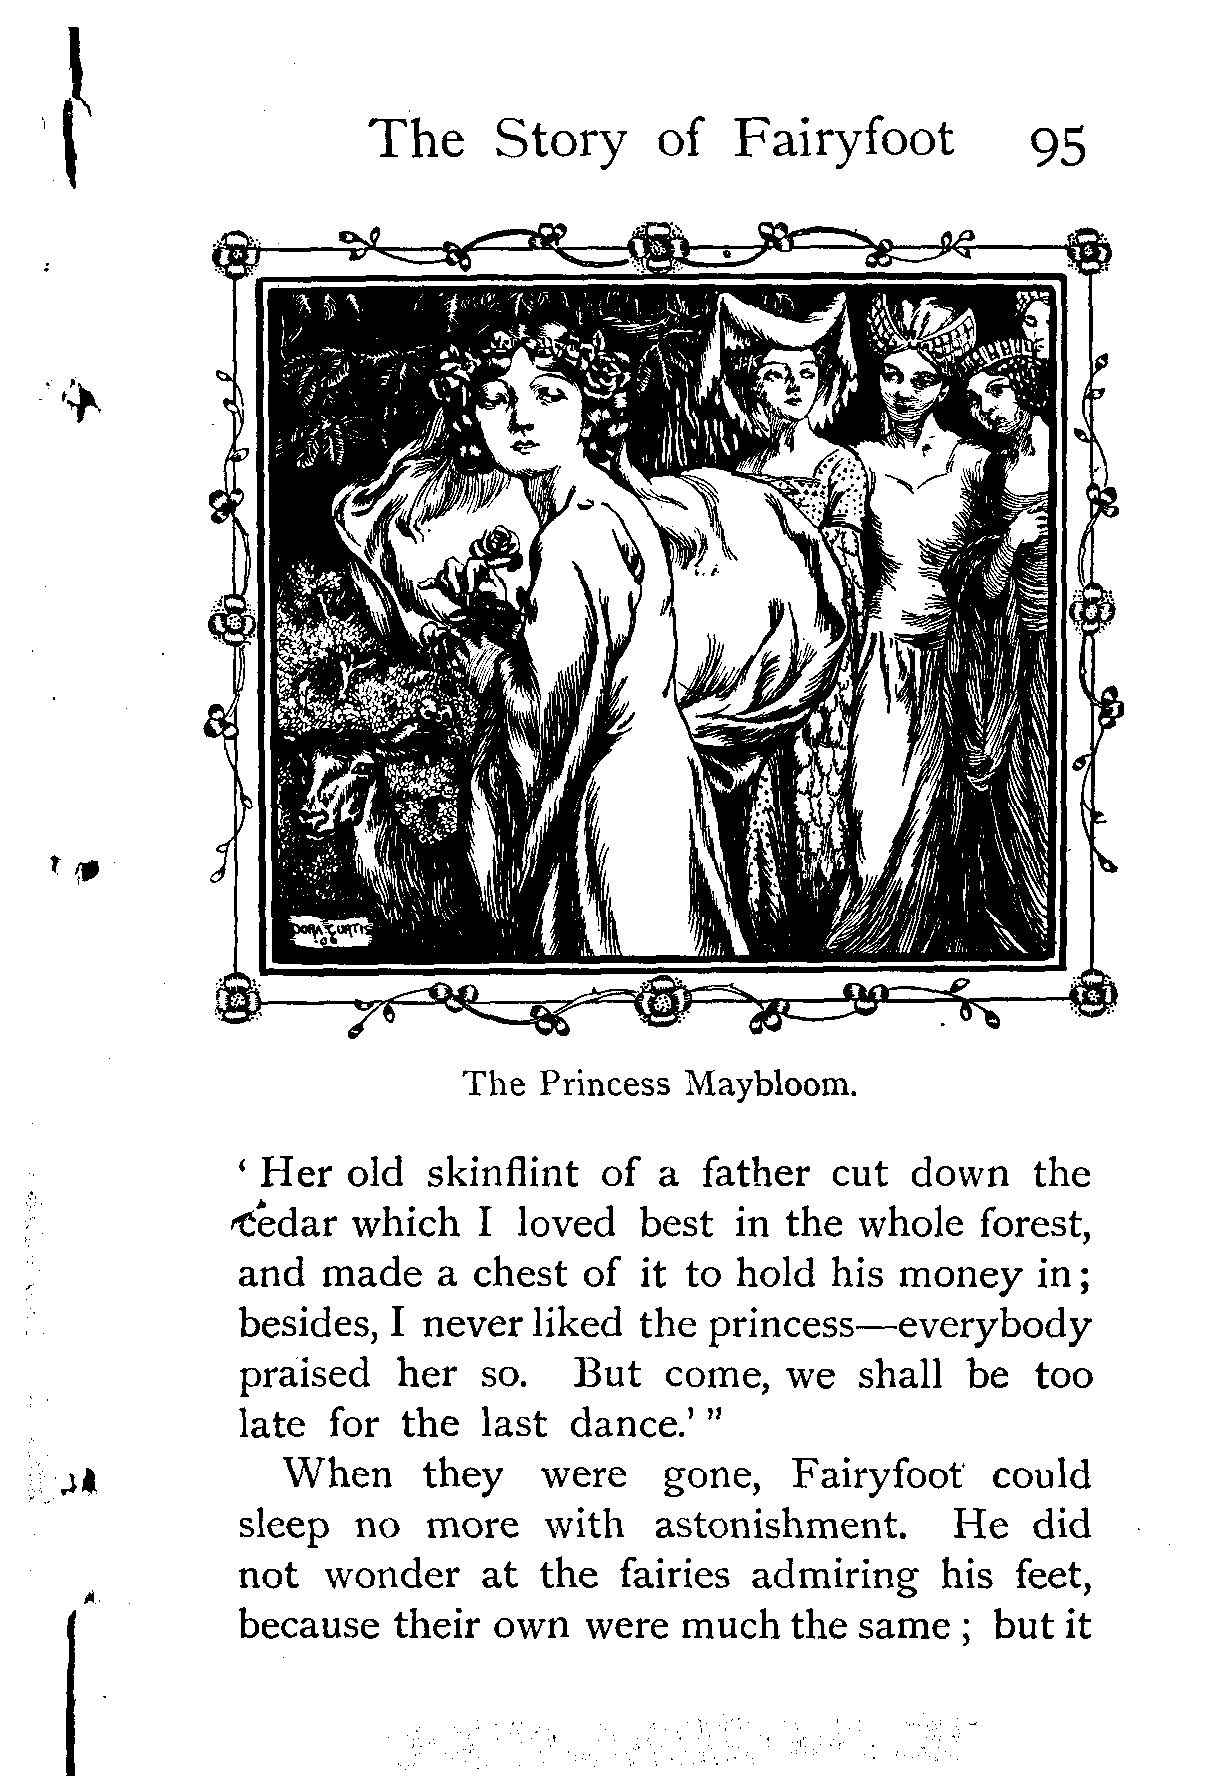 The Story of Fairyfoot 95
DORA CURTIS
·06
The Princess Maybloom.
‘ Her old skinflint of a father cut down the
cedar which I loved best in the whole forest,
and made a chest of it to hold his money in;
besides, I never liked the princess—everybody
praised her so. But come, we shall be too
late for the last dance.’ ”
When they were gone, Fairyfoot could
sleep no more with astonishment. He did
not wonder at the fairies admiring his feet,
because their own were much the same ; but it